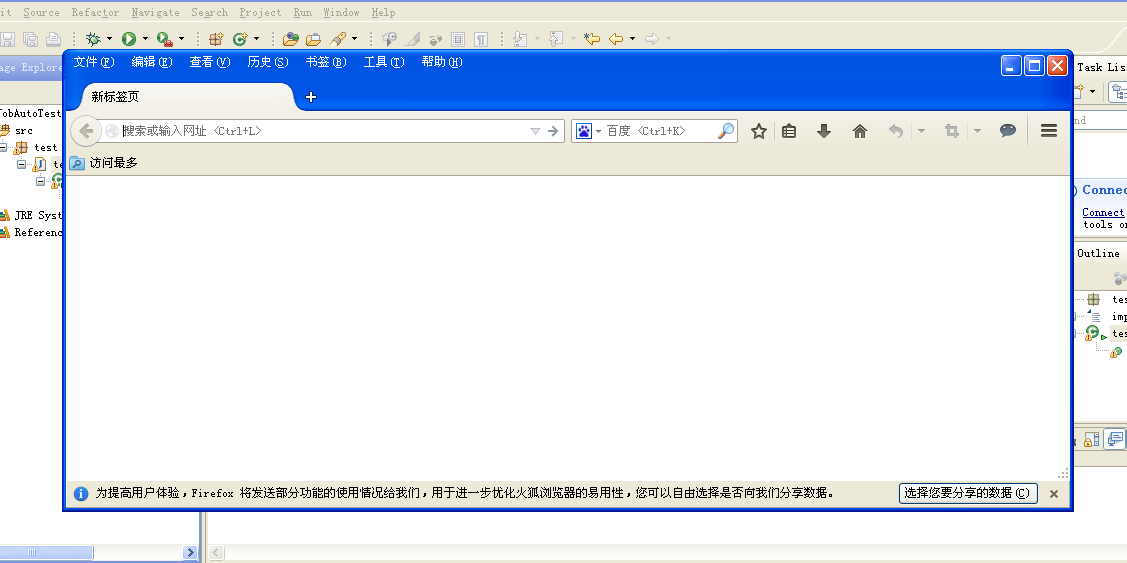 it Source Refactor Navigate Search Project Run Window Help
age Explore
Task Lis
文件(F) 编辑(E) 查看(V) 历史(S) 书签(B) 工具(T) 帮助(H)
新标签页
搜索或输入网址 <Ctrl+L>
百度 <Ctrl+K>
访问最多
obAutoTest
src
test
te
JRE Syst
Referenc
nd
Connec
Connect
tools or
Outline
tes
imp
tes
为提高用户体验，Firefox 将发送部分功能的使用情况给我们，用于进一步优化火狐浏览器的易用性，您可以自由选择是否向我们分享数据。
选择您要分享的数据(C)